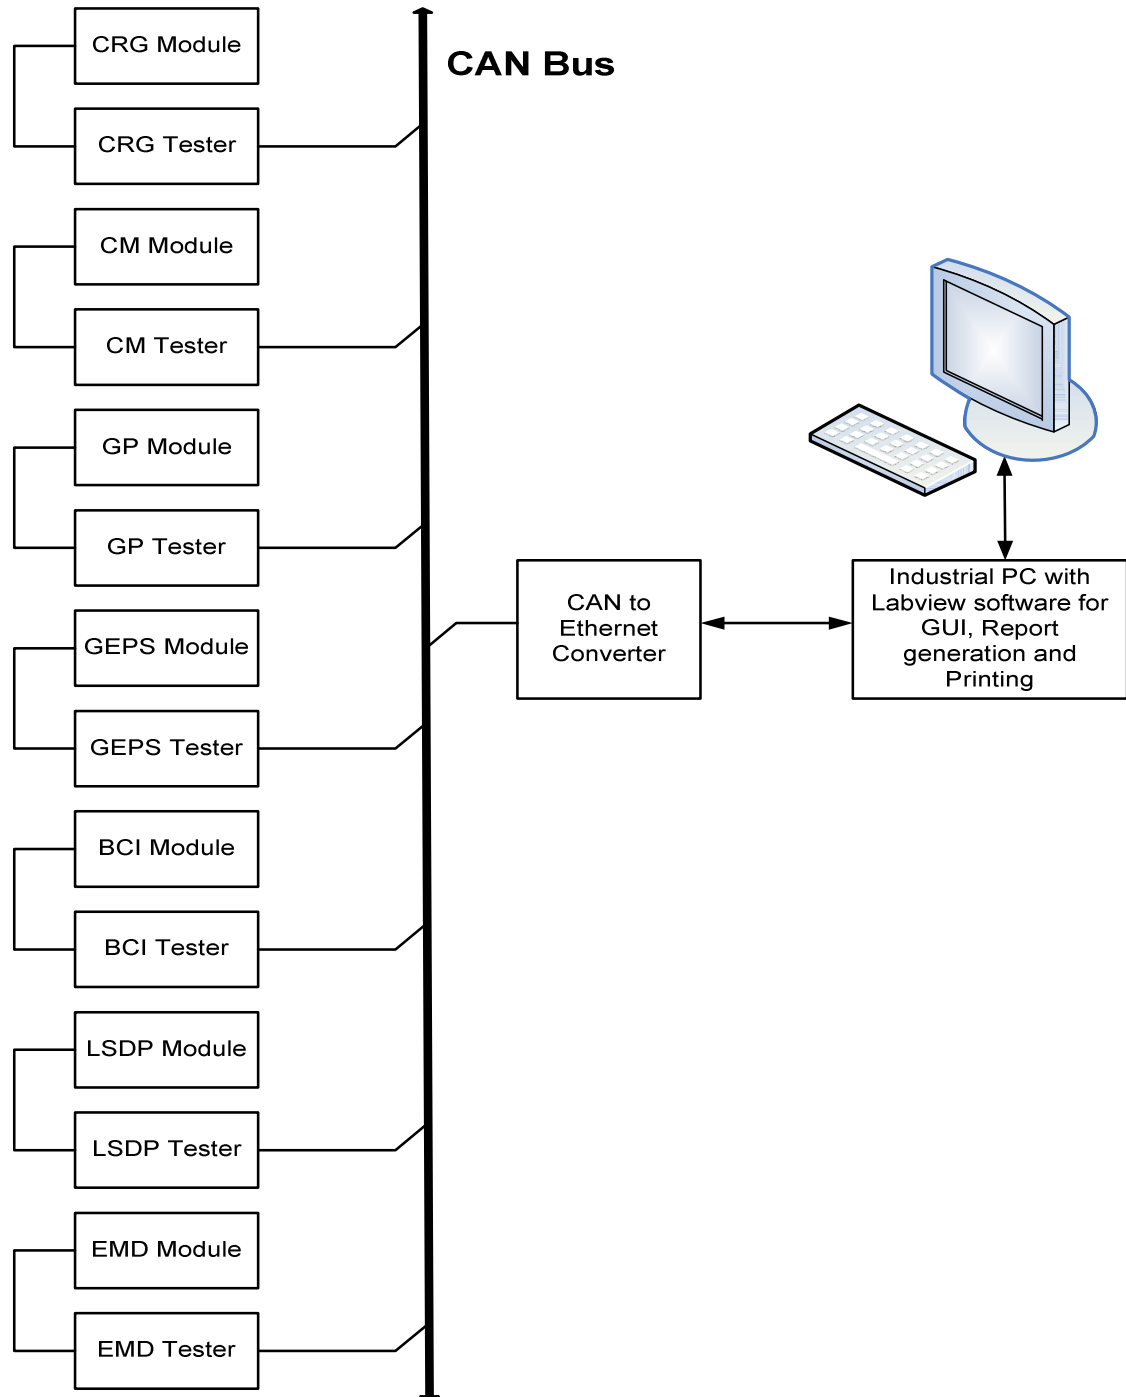 CRG Module
CAN Bus
CRG Tester
CM Module
CM Tester
GP Module
GP Tester
CAN to
Ethernet
Converter
Industrial PC with
Labview software for
GUI, Report
generation and
Printing
GEPS Module
GEPS Tester
BCI Module
BCI Tester
LSDP Module
LSDP Tester
EMD Module
EMD Tester